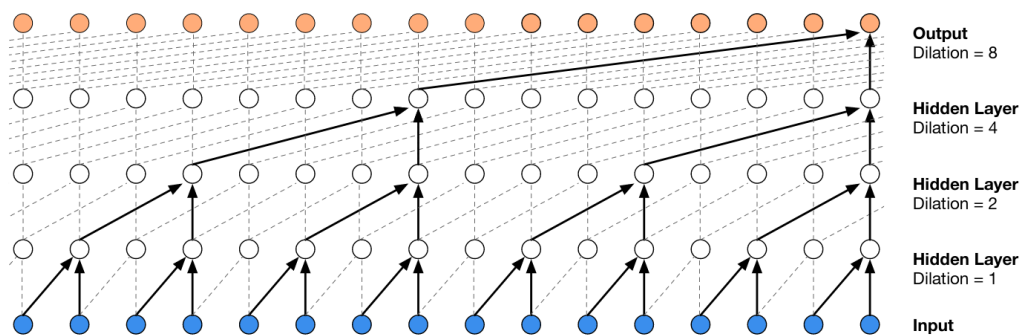 Output
Dilation = 8
Hidden Layer
Dilation = 4
Hidden Layer
Dilation = 2
Hidden Layer
Dilation = 1
Input